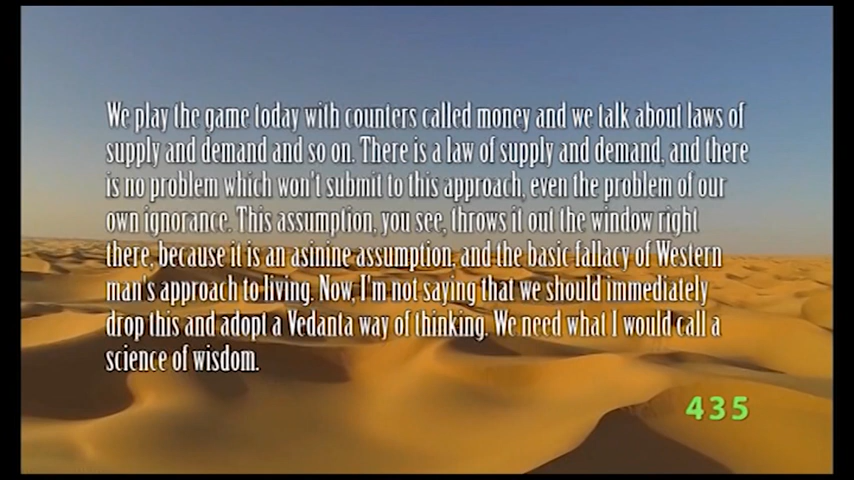 We play the game today with counters called money and we talk about laws of
supply and demand and so on. There is a law of supply and demand, and there
is no problem which won't submit to this approach, even the problem of our
own ignorance. This assumption, you see, throws it out the window right
there, because it is an asinine assumption, and the basic fallacy of Western
man's approach to living. Now, I'm not saying that we should immediately
drop this and adopt a Vedanta way of thinking. We need what I would call a
science of wisdom.
435